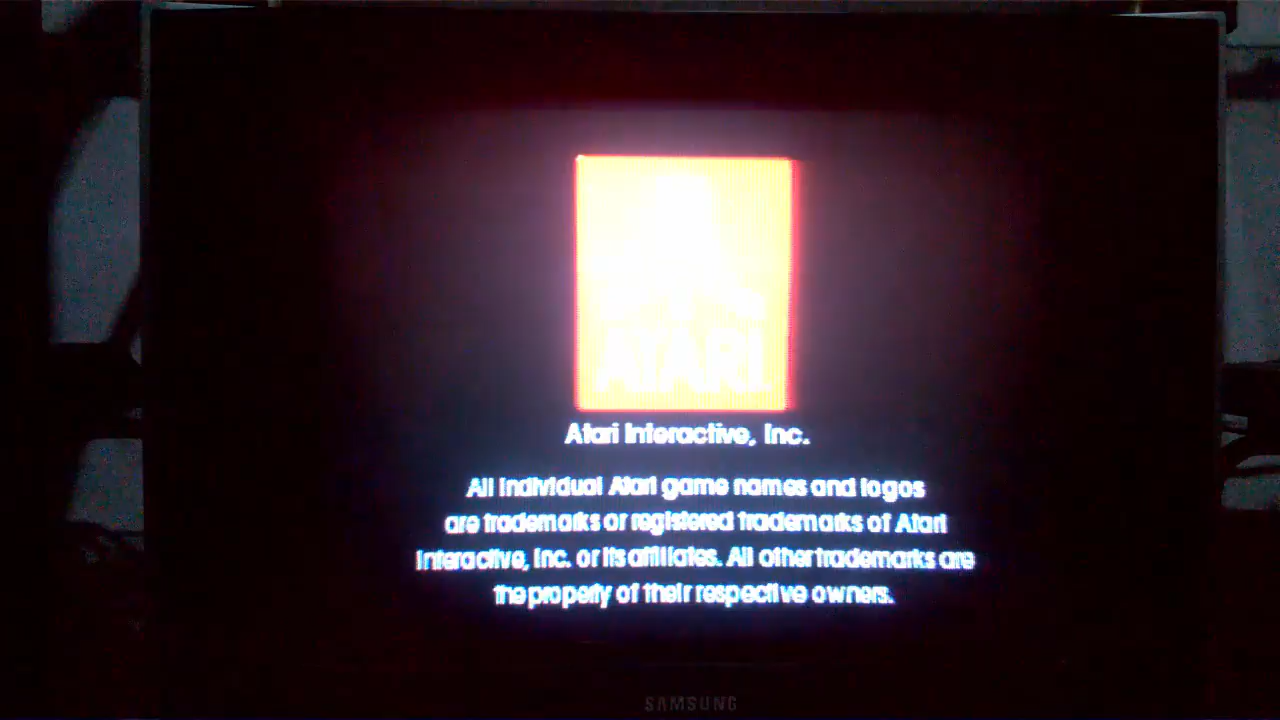 ATARI
Atari Interactive, Inc.
All individual Atari game names and logos
are trademarks or registered trademarks of Atari
Interactive, Inc. or its affiliates. All other trademarks are
the property of their respective owners.
SAMSUNG